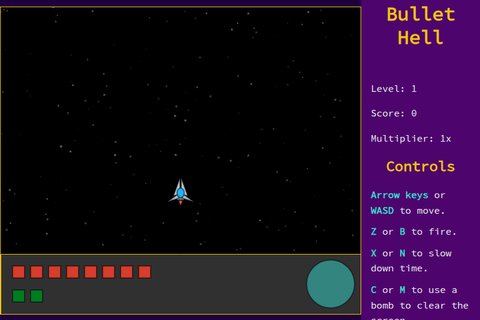 Bullet
Hell
Level: 1
Score: 0
Multiplier: 1x
Controls
Arrow keys or
WASD to move.
Z or B to fire.
X or N to slow
down time.
C or M to use a
bomb to clear the
screen